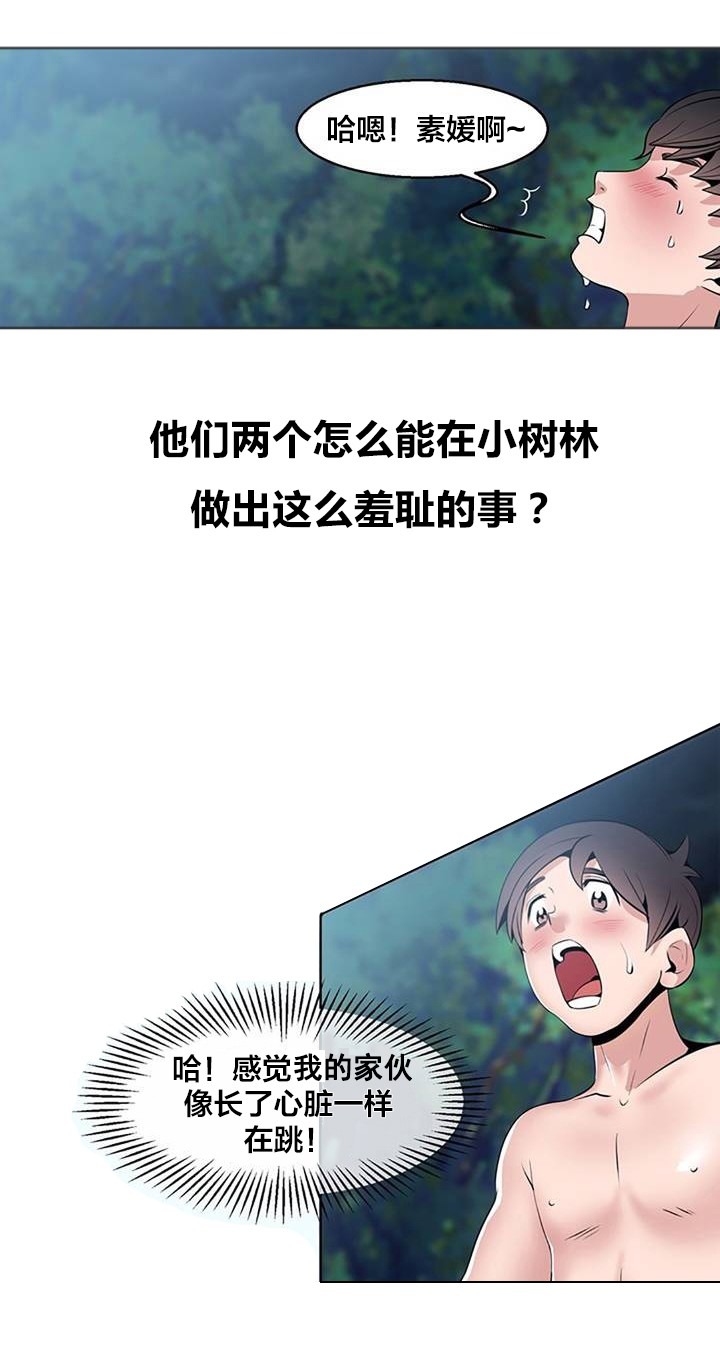 哈嗯！素媛啊~
他们两个怎么能在小树林
做出这么羞耻的事？
哈！感觉我的家伙
像长了心脏一样
在跳！